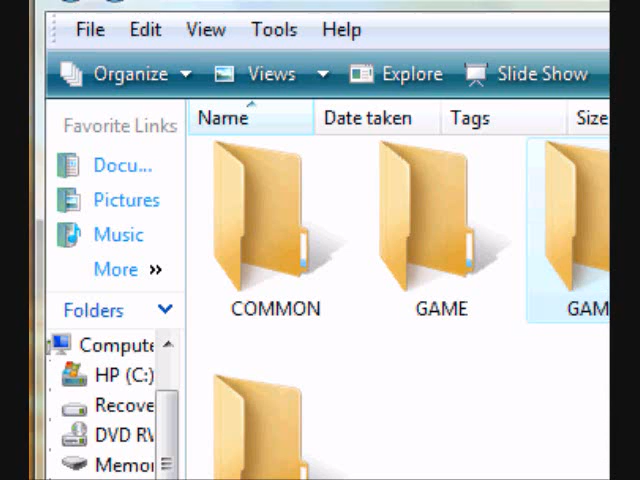 File Edit View Tools Help
Organize Views Explore Slide Show
Favorite Links
Name Date taken Tags Size
Docu...
Pictures
Music
More »
COMMON GAME GAM
Folders
Compute
HP (C:)
Recove
DVD RV
Memor